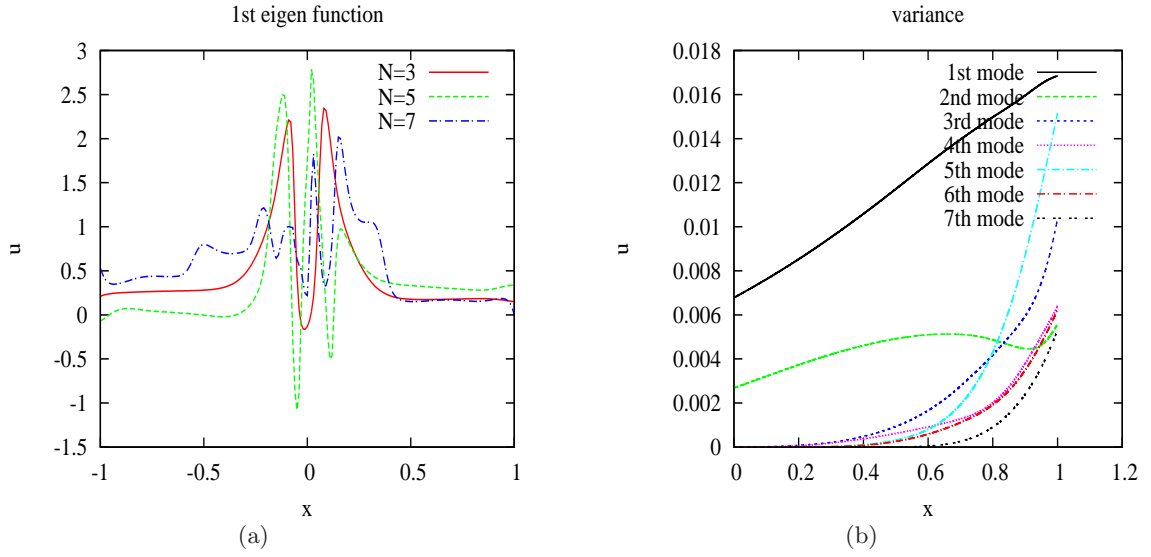 1st eigen function
3
2.5
2
1.5
1
0.5
0
-0.5
-1
-1.5
u
N=3
N=5
N=7
-1
-0.5
0
0.5
1
x
(a)
variance
0.018
0.016
0.014
0.012
0.01
0.008
0.006
0.004
0.002
0
u
1st mode
2nd mode
3rd mode
4th mode
5th mode
6th mode
7th mode
0
0.2
0.4
0.6
0.8
1
1.2
x
(b)